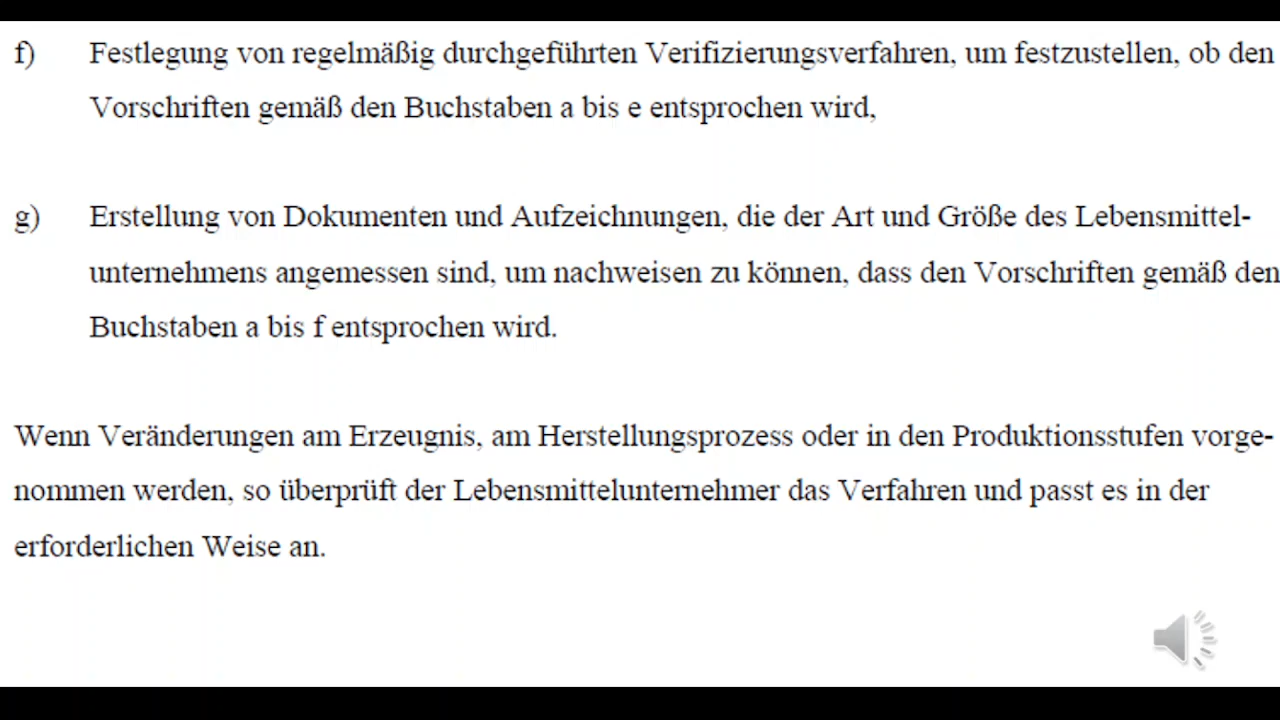 f) Festlegung von regelmäßig durchgeführten Verifizierungsverfahren, um festzustellen, ob den
Vorschriften gemäß den Buchstaben a bis e entsprochen wird,
g) Erstellung von Dokumenten und Aufzeichnungen, die der Art und Größe des Lebensmittel-
unternehmens angemessen sind, um nachweisen zu können, dass den Vorschriften gemäß den
Buchstaben a bis f entsprochen wird.
Wenn Veränderungen am Erzeugnis, am Herstellungsprozess oder in den Produktionsstufen vorge-
nommen werden, so überprüft der Lebensmittelunternehmer das Verfahren und passt es in der
erforderlichen Weise an.